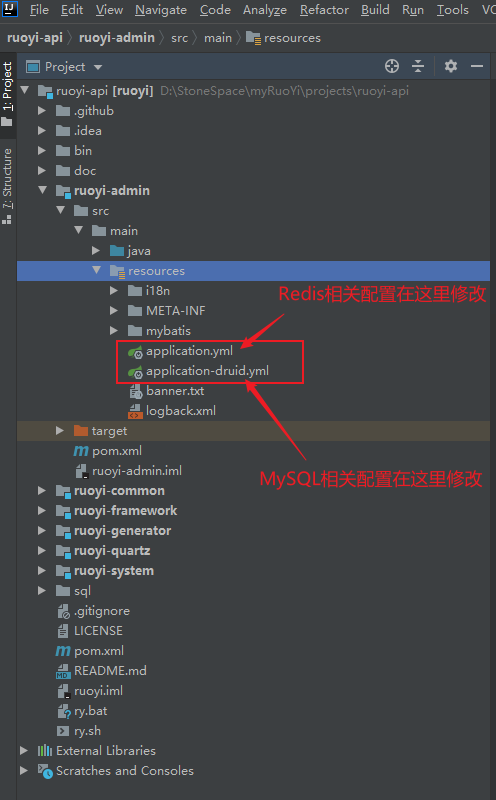 IJ File Edit View Navigate Code Analyze Refactor Build Run Tools VC
ruoyi-api ruoyi-admin src main resources
Project
1: Project
7: Structure
ruoyi-api [ruoyi] D:\StoneSpace\myRuoYi\projects\ruoyi-api
.github
.idea
bin
doc
ruoyi-admin
src
main
java
resources
i18n
Redis相关配置在这里修改
META-INF
mybatis
application.yml
application-druid.yml
banner.txt
logback.xml
target
pom.xml
ruoyi-admin.iml
MySQL相关配置在这里修改
ruoyi-common
ruoyi-framework
ruoyi-generator
ruoyi-quartz
ruoyi-system
sql
.gitignore
LICENSE
pom.xml
MD README.md
ruoyi.iml
ry.bat
ry.sh
External Libraries
Scratches and Consoles